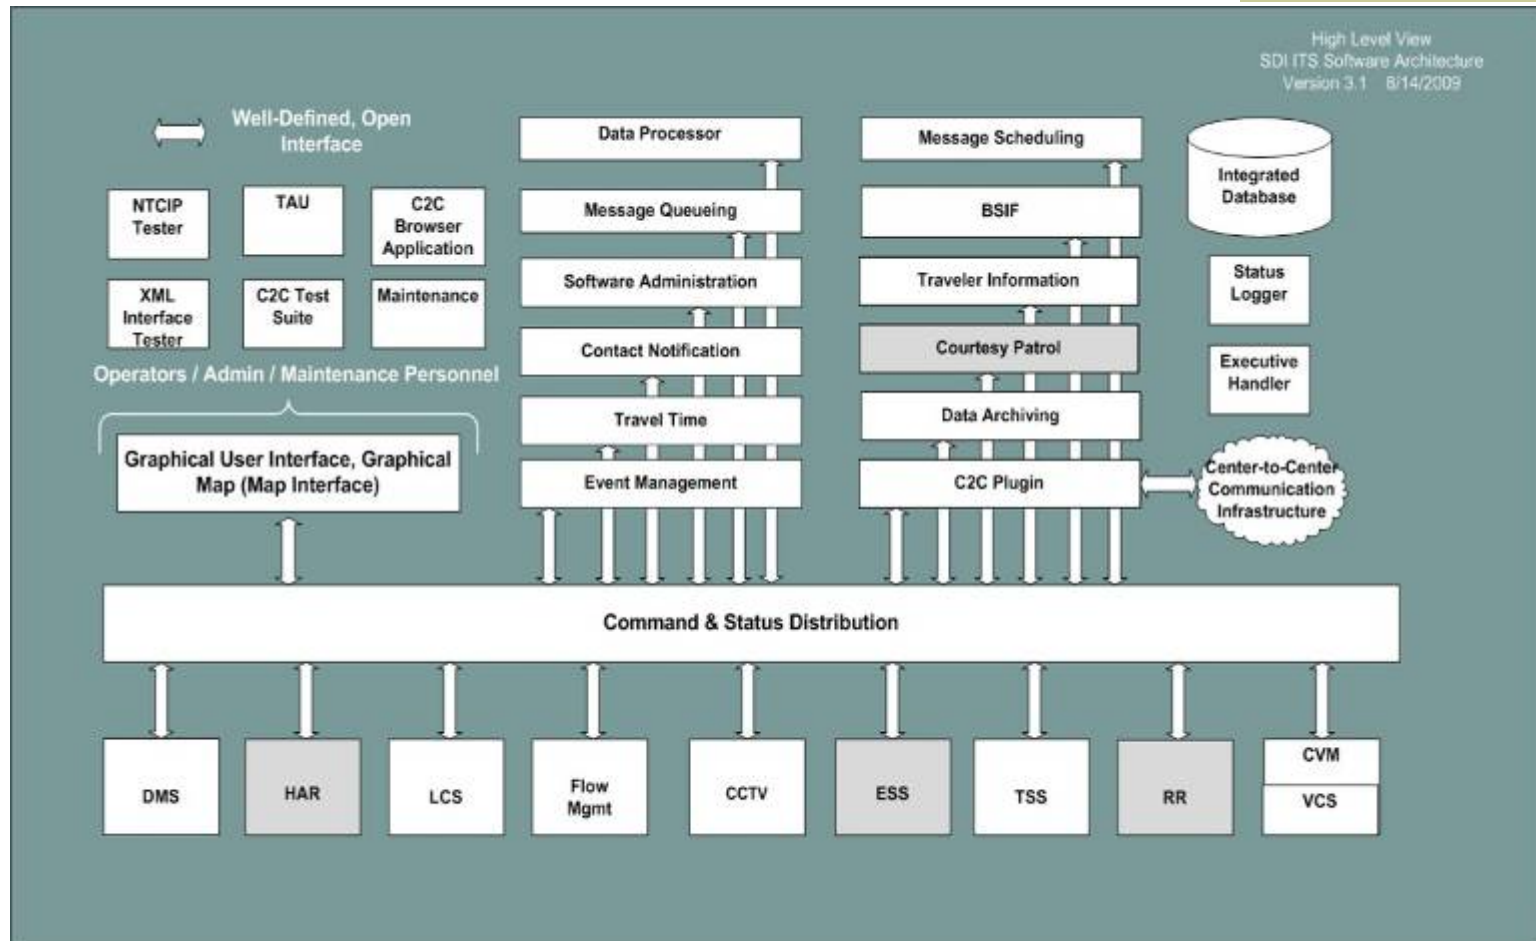 High Level View
SDI ITS Software Architecture
Version 3.1 8/14/2009
Well-Defined, Open
Interface
NTCIP
Tester
TAU
C2C
Browser
Application
XML
Interface
Tester
C2C Test
Suite
Maintenance
Operators / Admin / Maintenance Personnel
Graphical User Interface, Graphical
Map (Map Interface)
Data Processor
Message Queueing
Software Administration
Contact Notification
Travel Time
Event Management
Message Scheduling
BSIF
Traveler Information
Courtesy Patrol
Data Archiving
C2C Plugin
Integrated
Database
Status
Logger
Executive
Handler
Center-to-Center
Communication
Infrastructure
Command & Status Distribution
DMS
HAR
LCS
Flow
Mgmt
CCTV
ESS
TSS
RR
CVM
VCS